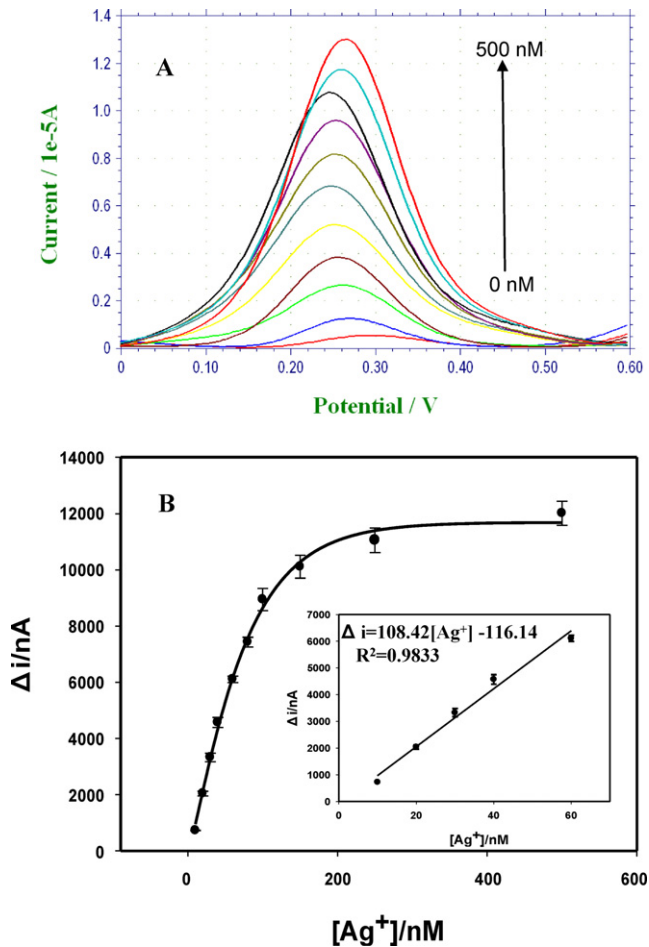 1.4
1.2
1.0
0.8
0.6
0.4
0.2
0
A
500 nM
0 nM
Current / 1e-5A
0 0.10 0.20 0.30 0.40 0.50 0.60
Potential / V
14000
12000
10000
8000
6000
4000
2000
0
B
Δ i/nA
7000
6000
5000
4000
3000
2000
1000
0
Δ i=108.42[Ag⁺] -116.14
R²=0.9833
Δ i/nA
0 20 40 60
[Ag⁺]/nM
0 200 400 600
[Ag⁺]/nM